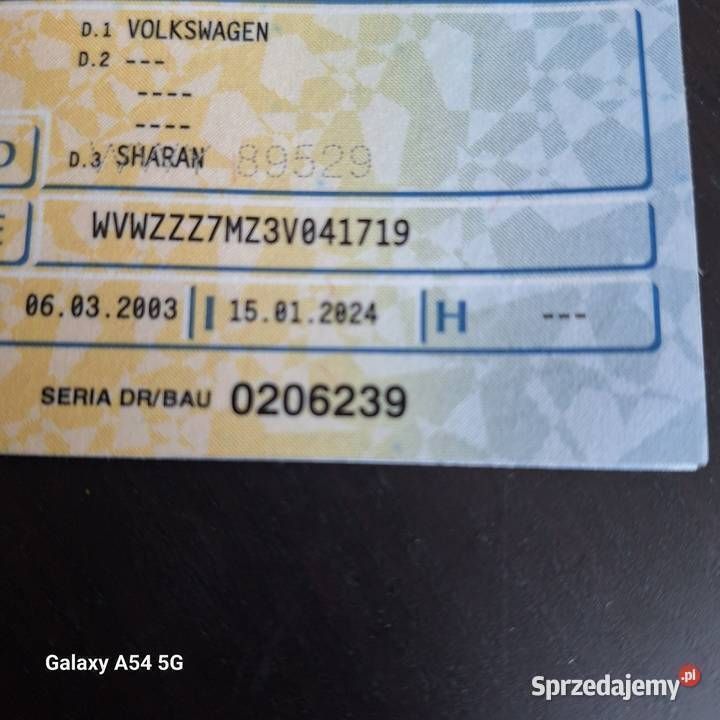 D.1 VOLKSWAGEN
D.2 ---
----
----
D.3 SHARAN 89529
WVWZZZ7MZ3V041719
06.03.2003 I 15.01.2024 H ---
SERIA DR/BAU 0206239
Galaxy A54 5G
Sprzedajemy.pl